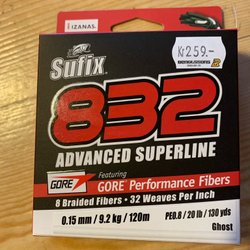 IZANAS
Kr259.-
Sufix
832
ADVANCED SUPERLINE
GORE
Featuring
GORE Performance Fibers
8 Braided Fibers • 32 Weaves Per Inch
0.15 mm / 9.2 kg / 120m
PE0.8 / 20 lb / 130 yds
Ghost